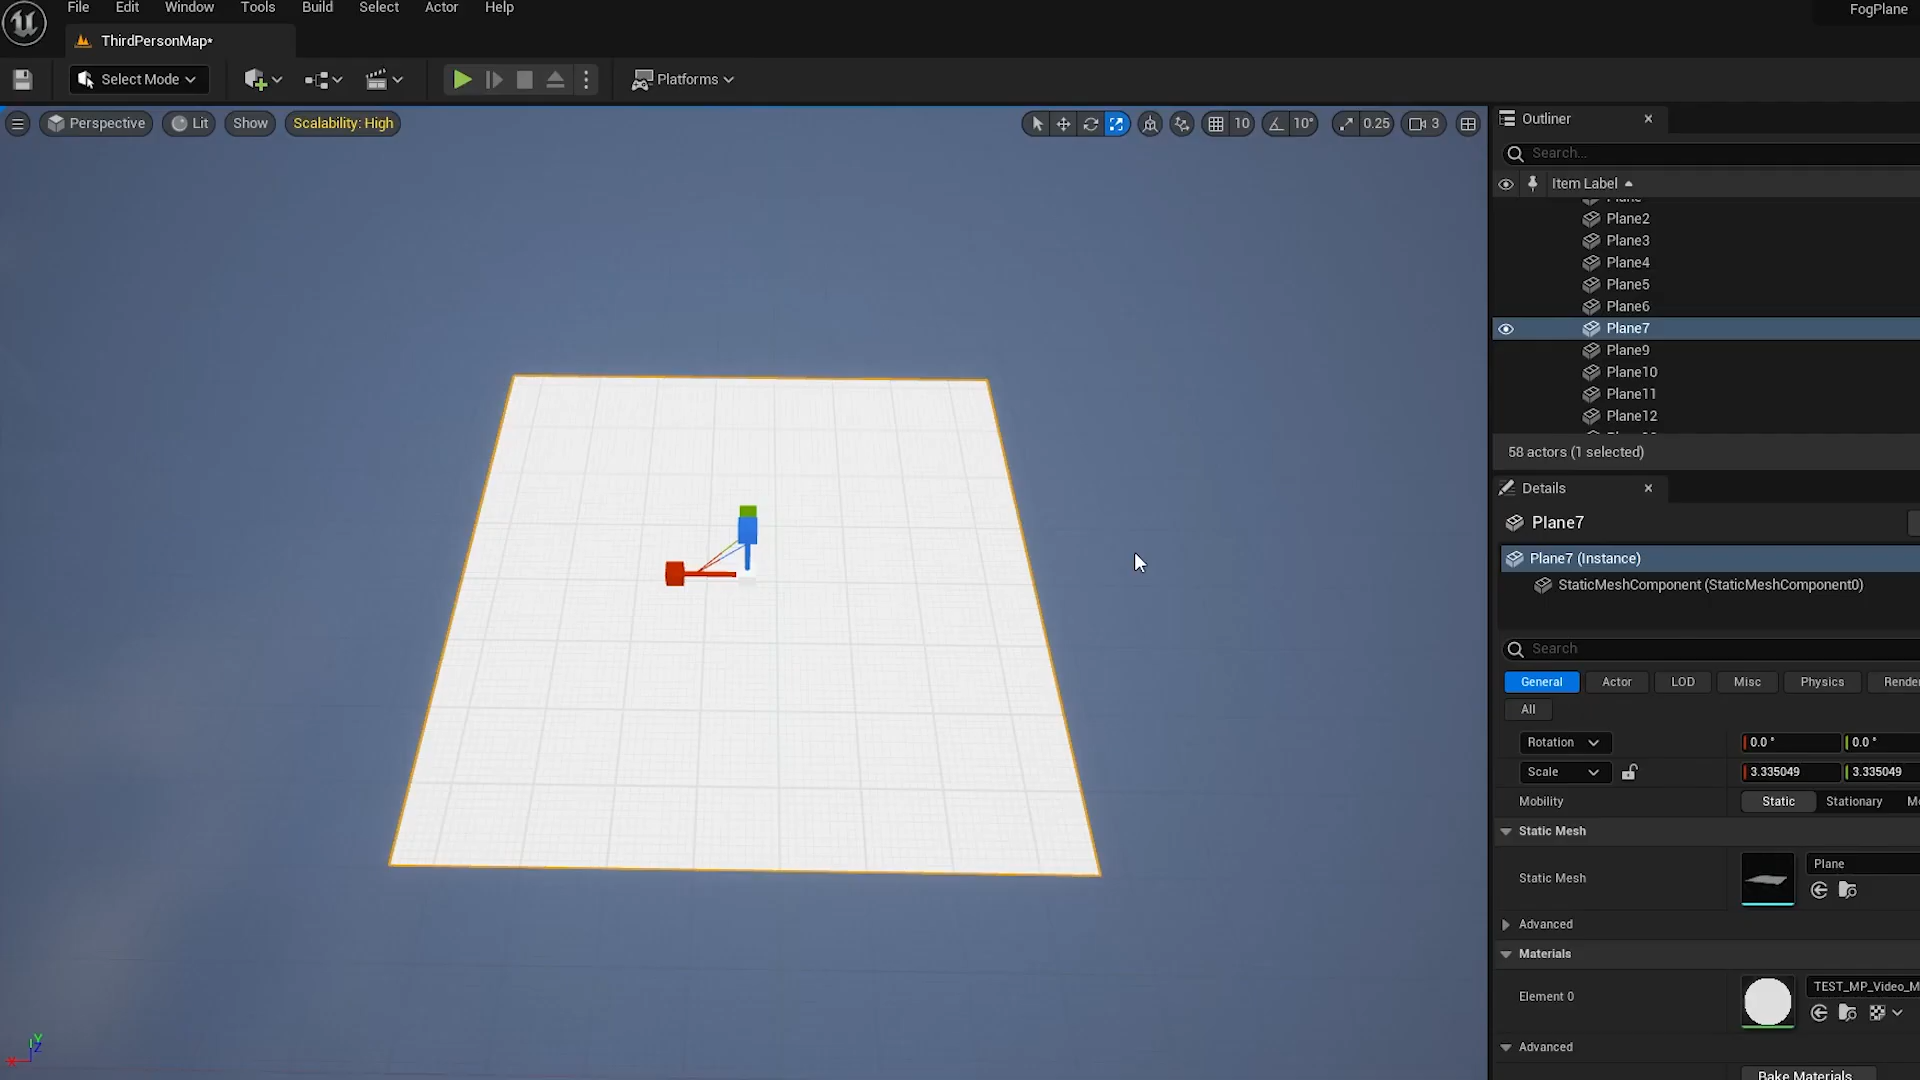 File Edit Window Tools Build Select Actor Help
FogPlane
ThirdPersonMap*
Select Mode
Platforms
Perspective Lit Show Scalability: High
10 10° 0.25 3
Outliner
Search...
Item Label
Plane2
Plane3
Plane4
Plane5
Plane6
Plane7
Plane9
Plane10
Plane11
Plane12
58 actors (1 selected)
Details
Plane7
Plane7 (Instance)
StaticMeshComponent (StaticMeshComponent0)
Search
General Actor LOD Misc Physics Render
All
Rotation 0.0 ° 0.0 °
Scale 3.335049 3.335049
Mobility Static Stationary Mo
Static Mesh
Static Mesh Plane
Advanced
Materials
Element 0 TEST_MP_Video_M
Advanced
Bake Materials
X Y Z